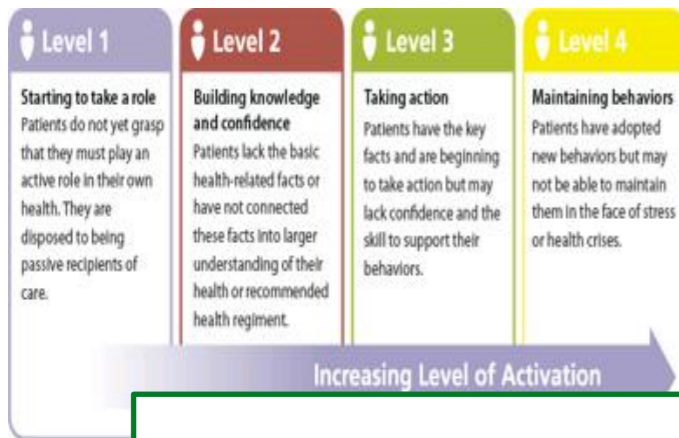 Level 1
Starting to take a role
Patients do not yet grasp
that they must play an
active role in their own
health. They are
disposed to being
passive recipients of
care.
Level 2
Building knowledge
and confidence
Patients lack the basic
health-related facts or
have not connected
these facts into larger
understanding of their
health or recommended
health regiment.
Level 3
Taking action
Patients have the key
facts and are beginning
to take action but may
lack confidence and the
skill to support their
behaviors.
Level 4
Maintaining behaviors
Patients have adopted
new behaviors but may
not be able to maintain
them in the face of stress
or health crises.
Increasing Level of Activation